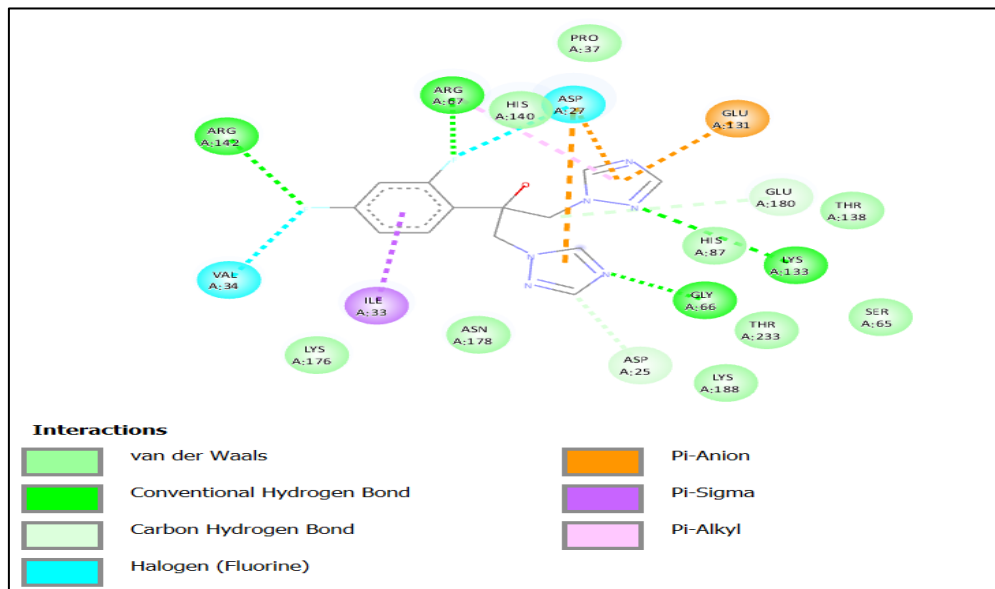 PRO
A:37
ARG
A:67
HIS
A:140
ASP
A:27
GLU
A:131
ARG
A:142
N
GLU
A:180
THR
A:138
N
N
O
HIS
A:87
LYS
A:133
N
N
N
VAL
A:34
ILE
A:33
GLY
A:66
SER
A:65
ASN
A:178
THR
A:233
LYS
A:176
ASP
A:25
LYS
A:188
Interactions
van der Waals
Conventional Hydrogen Bond
Carbon Hydrogen Bond
Halogen (Fluorine)
Pi-Anion
Pi-Sigma
Pi-Alkyl